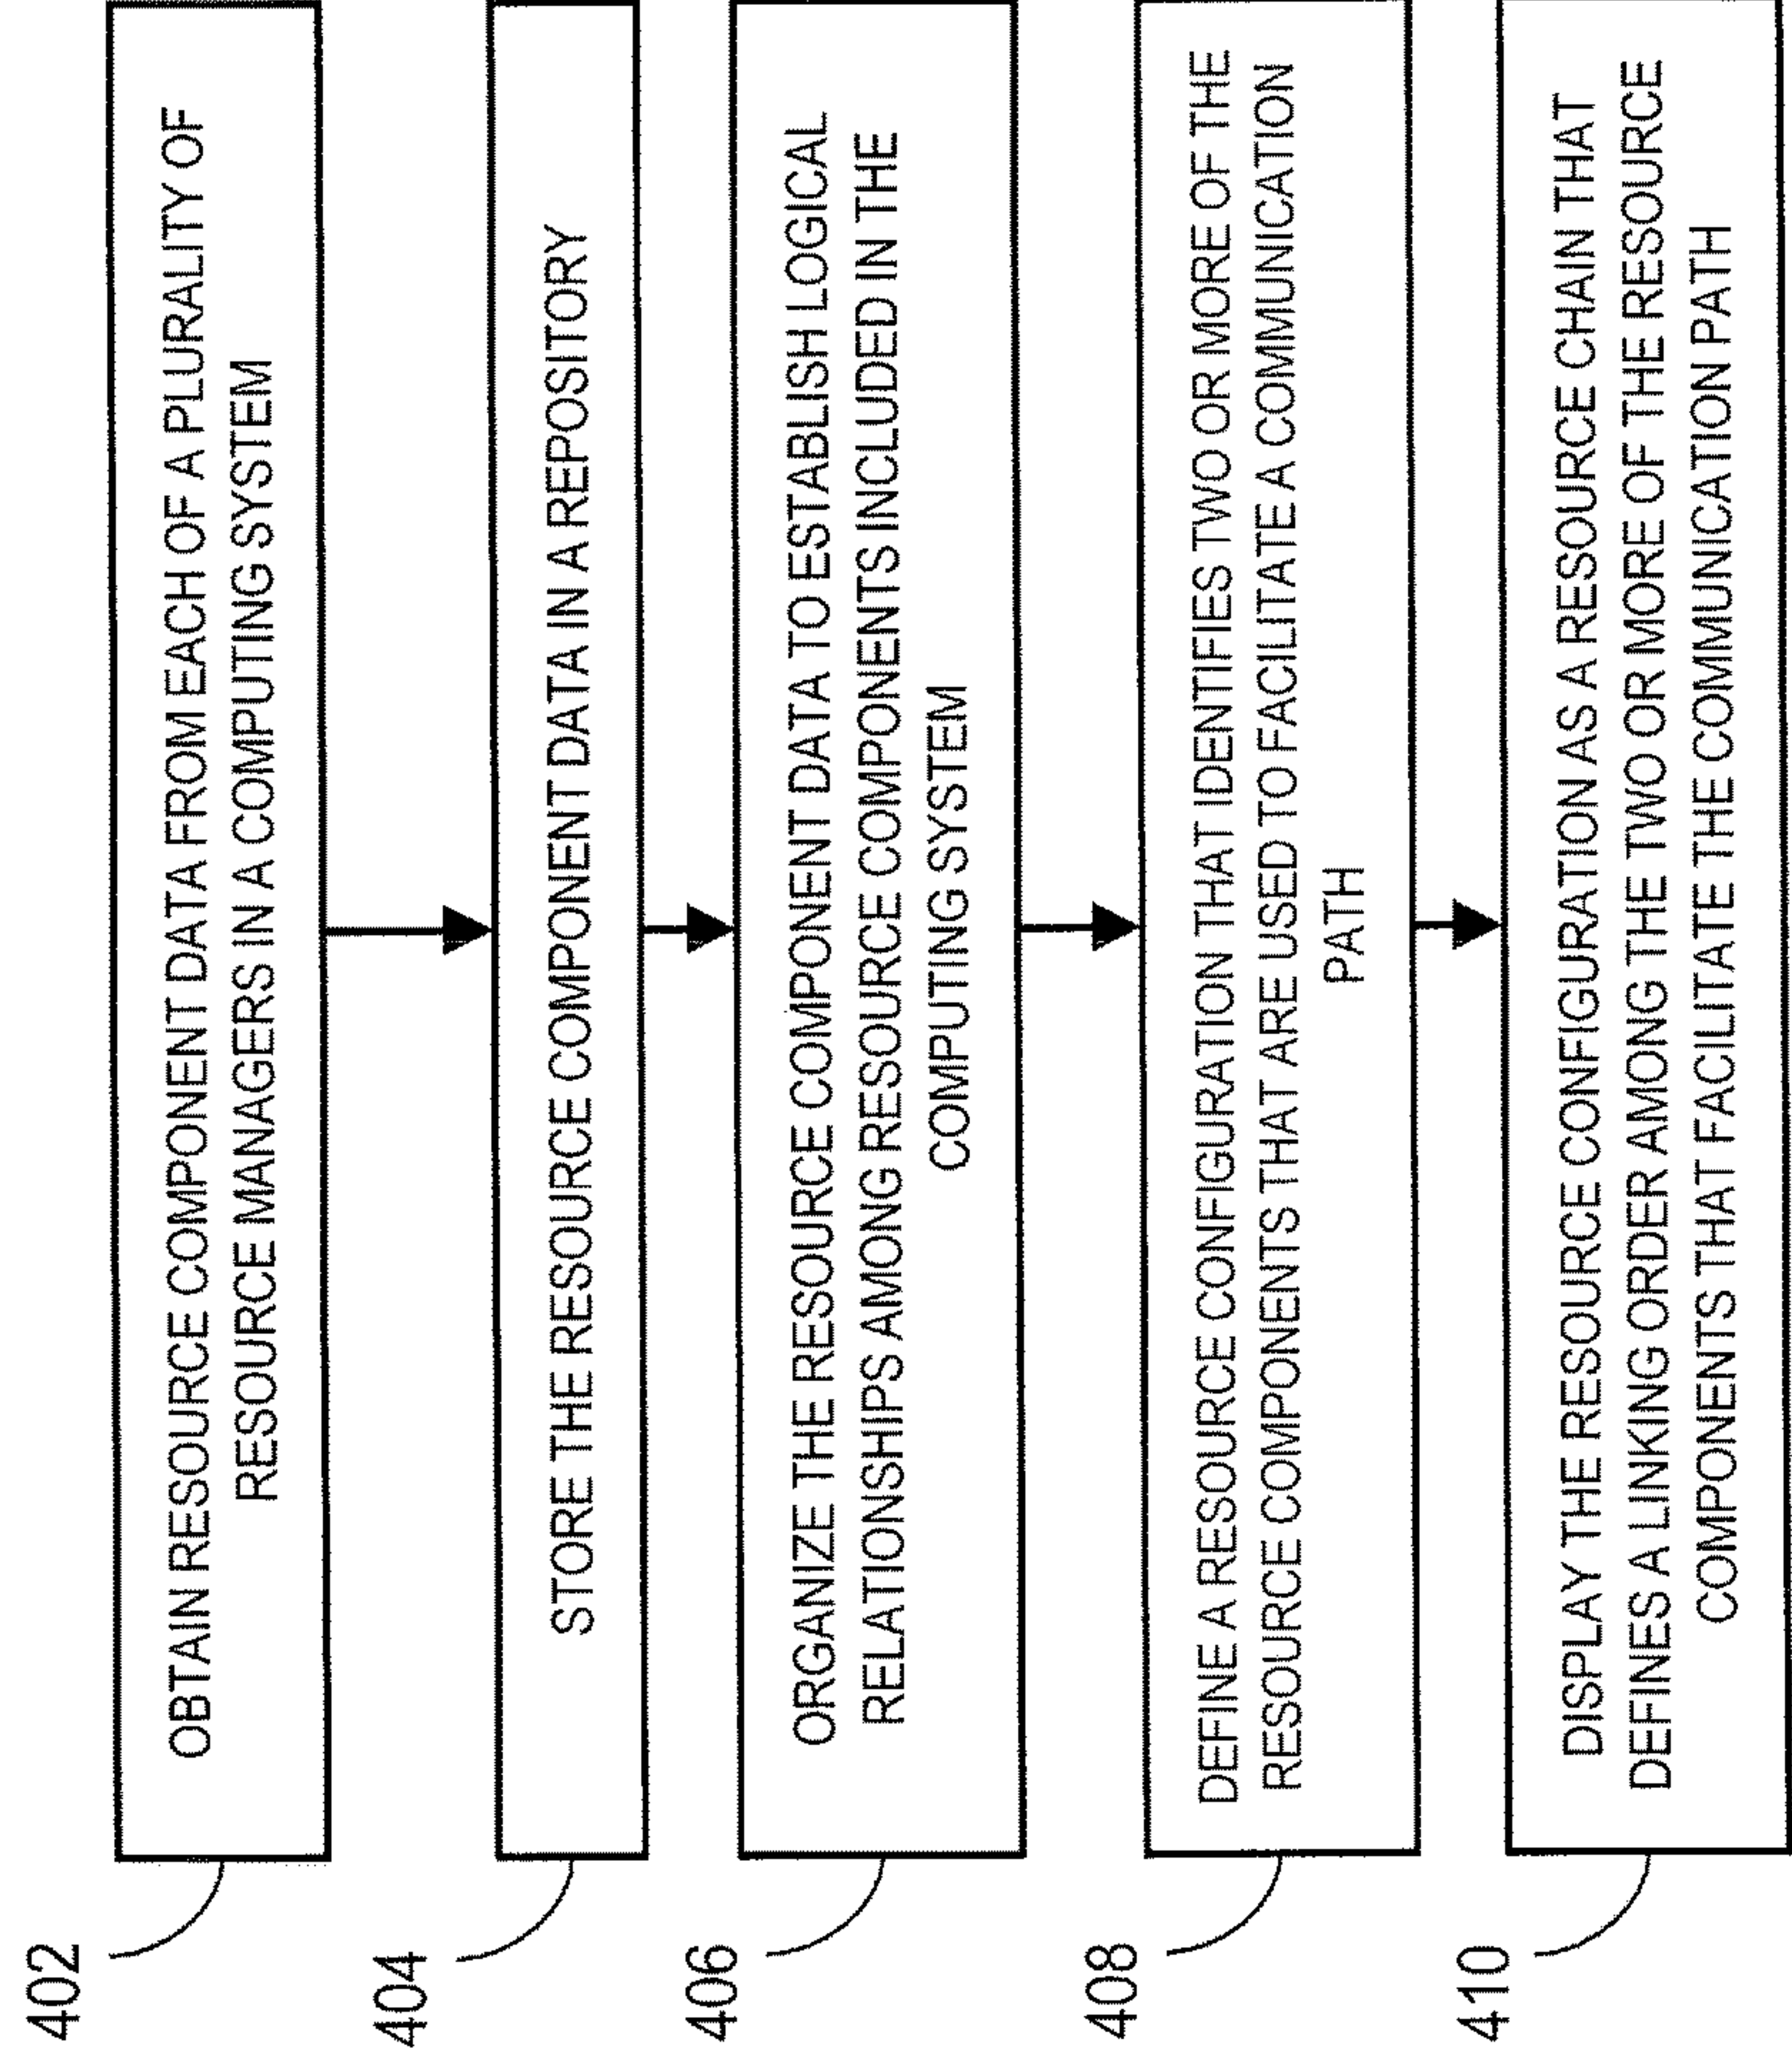 402
OBTAIN RESOURCE COMPONENT DATA FROM EACH OF A PLURALITY OF
RESOURCE MANAGERS IN A COMPUTING SYSTEM
404
STORE THE RESOURCE COMPONENT DATA IN A REPOSITORY
406
ORGANIZE THE RESOURCE COMPONENT DATA TO ESTABLISH LOGICAL
RELATIONSHIPS AMONG RESOURCE COMPONENTS INCLUDED IN THE
COMPUTING SYSTEM
408
DEFINE A RESOURCE CONFIGURATION THAT IDENTIFIES TWO OR MORE OF THE
RESOURCE COMPONENTS THAT ARE USED TO FACILITATE A COMMUNICATION
PATH
410
DISPLAY THE RESOURCE CONFIGURATION AS A RESOURCE CHAIN THAT
DEFINES A LINKING ORDER AMONG THE TWO OR MORE OF THE RESOURCE
COMPONENTS THAT FACILITATE THE COMMUNICATION PATH